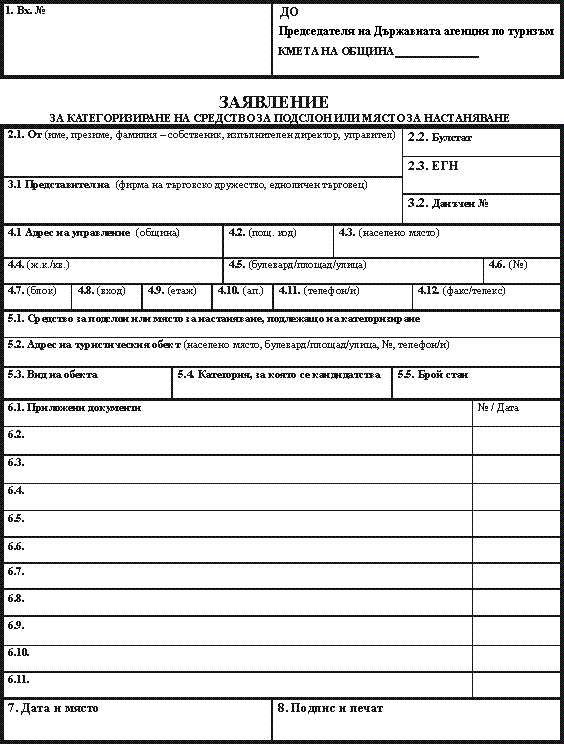 1. Вх. №
ДО
Председателя на Държавната агенция по туризъм
КМЕТА НА ОБЩИНА_______________
ЗАЯВЛЕНИЕ
ЗА КАТЕГОРИЗИРАНЕ НА СРЕДСТВО ЗА ПОДСЛОН ИЛИ МЯСТО ЗА НАСТАНЯВАНЕ
2.1. От (име, презиме, фамилия – собственик, изпълнителен директор, управител)
2.2. Булстат
2.3. ЕГН
3.1 Представител на (фирма на търговско дружество, едноличен търговец)
3.2. Данъчен №
4.1 Адрес на управление (община)
4.2. (пощ. код)
4.3. (населено място)
4.4. (ж.к./кв.)
4.5. (булевард/площад/улица)
4.6. (№)
4.7. (блок)
4.8. (вход)
4.9. (етаж)
4.10. (ап.)
4.11. (телефон/и)
4.12. (факс/телекс)
5.1. Средство за подслон или място за настаняване, подлежащо на категоризиране
5.2. Адрес на туристическия обект (населено място, булевард/площад/улица, №, телефон/и)
5.3. Вид на обекта
5.4. Категория, за която се кандидатства
5.5. Брой стаи
6.1. Приложени документи
№ / Дата
6.2.
6.3.
6.4.
6.5.
6.6.
6.7.
6.8.
6.9.
6.10.
6.11.
7. Дата и място
8. Подпис и печат